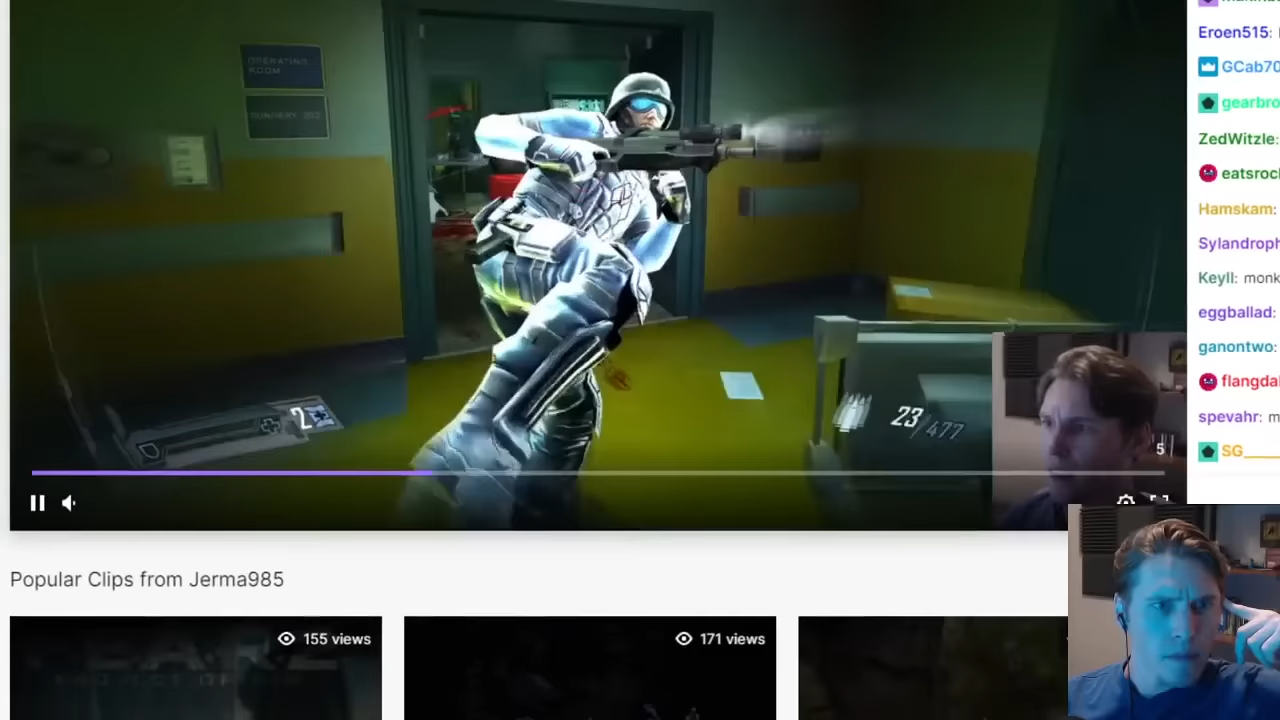 OPERATING
ROOM
Eroen515:
GCab70
gearbro
ZedWitzle:
eatsrock
Hamskam:
Sylandroph
Keyll: monk
eggballad:
ganontwo:
flangdal
spevahr: m
SG
2
23/477
5
Popular Clips from Jerma985
155 views
171 views